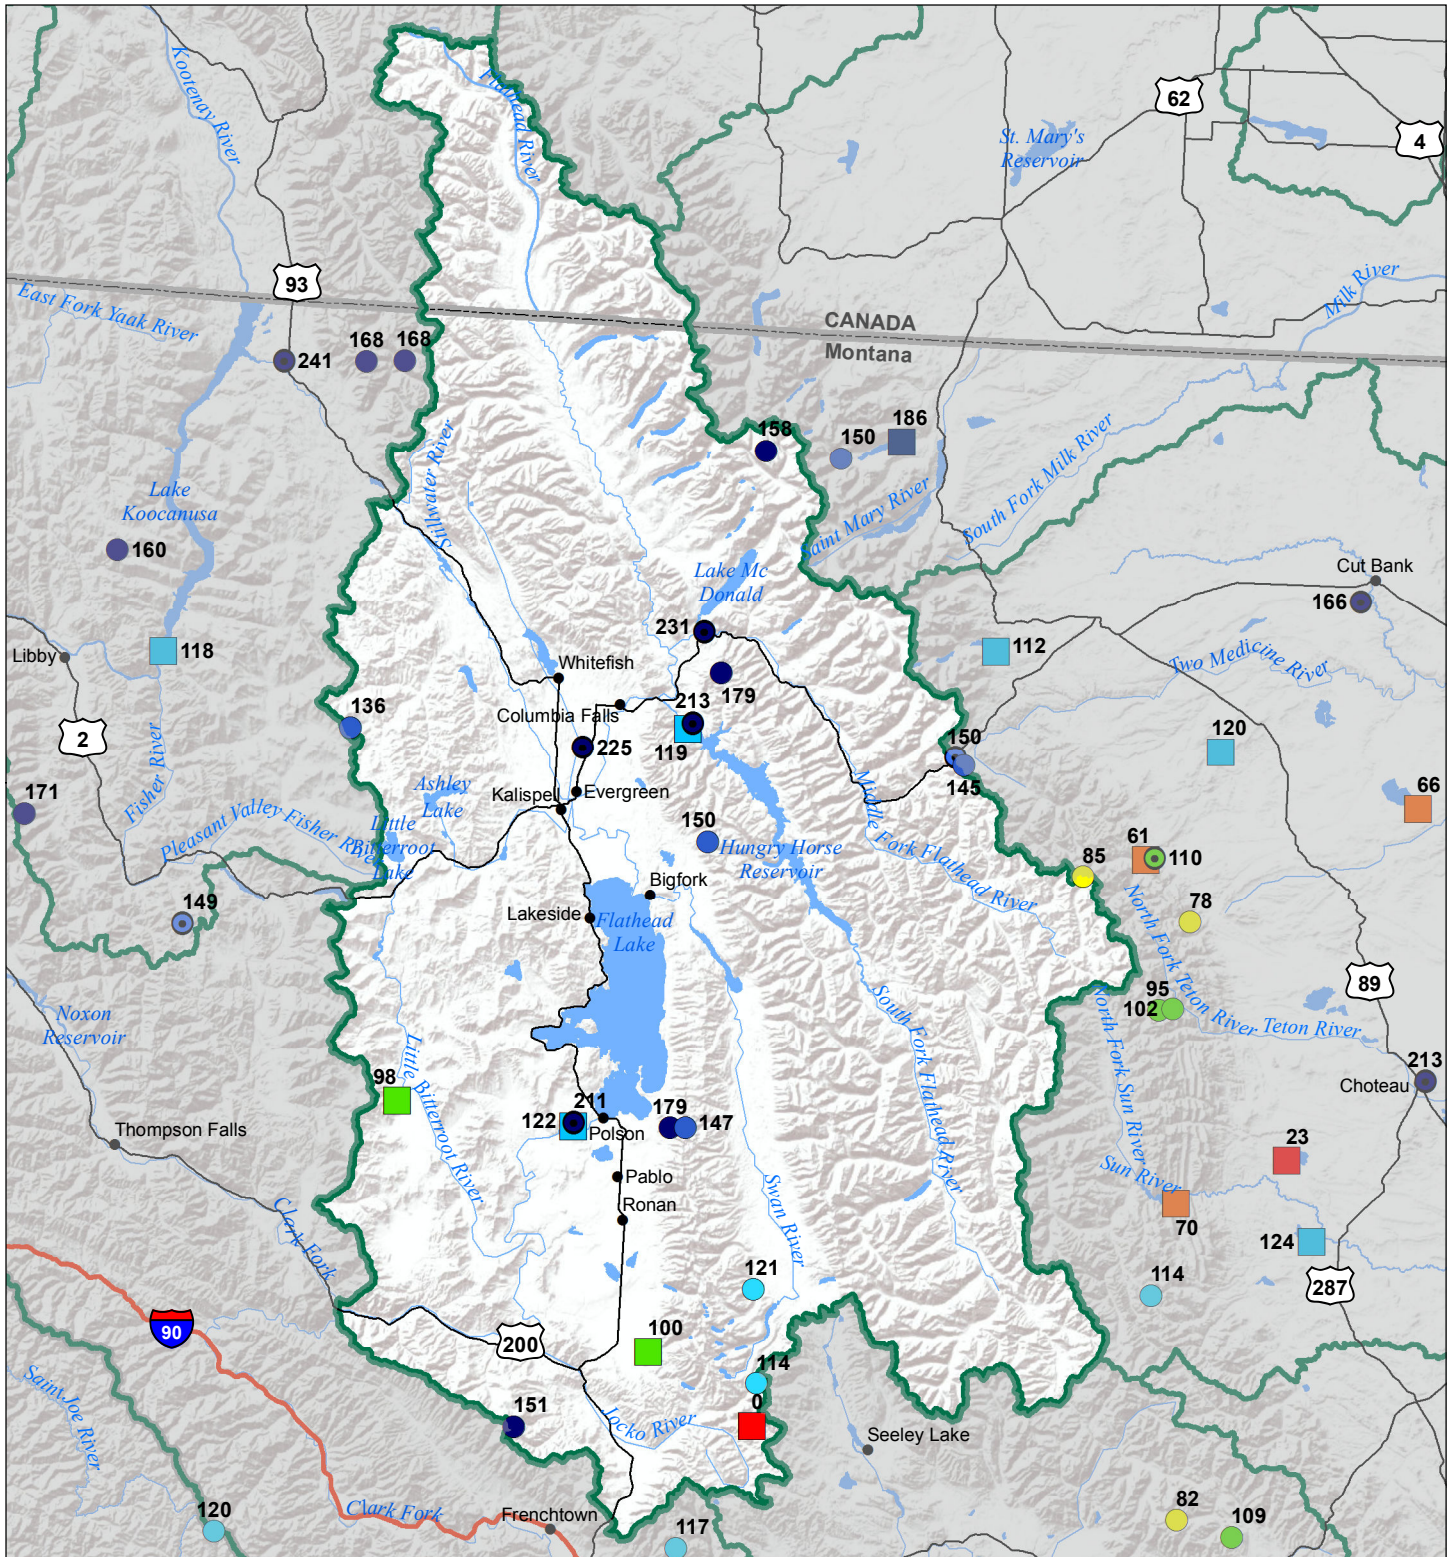 Kootenay River
Flathead River
62
St. Mary's
Reservoir
4
93
East Fork Yaak River
Milk River
CANADA
Montana
168
168
241
158
150
186
Stillwater River
South Fork Milk River
Saint Mary River
Lake
Koocanusa
160
Lake Mc
Donald
Cut Bank
166
231
118
Libby
112
Two Medicine River
Whitefish
179
136
213
Columbia Falls
119
2
225
150
120
145
171
Fisher River
Ashley
Lake
Kalispell
Evergreen
66
Pleasant Valley Fisher River
Little
Bitterroot
Lake
150
Hungry Horse
Reservoir
Middle Fork Flathead River
61
110
85
Bigfork
149
Lakeside
Flathead
Lake
North Fork Teton River
78
89
95
102
Teton River
Noxon
Reservoir
South Fork Flathead River
North Fork Sun River
213
Choteau
98
Little Bitterroot River
211
122
Polson
179
147
Thompson Falls
23
Pablo
Sun River
Ronan
70
Swan River
Clark Fork
124
121
114
287
90
200
100
114
0
Saint Joe River
151
Jocko River
Seeley Lake
120
Clark Fork
Frenchtown
117
82
109